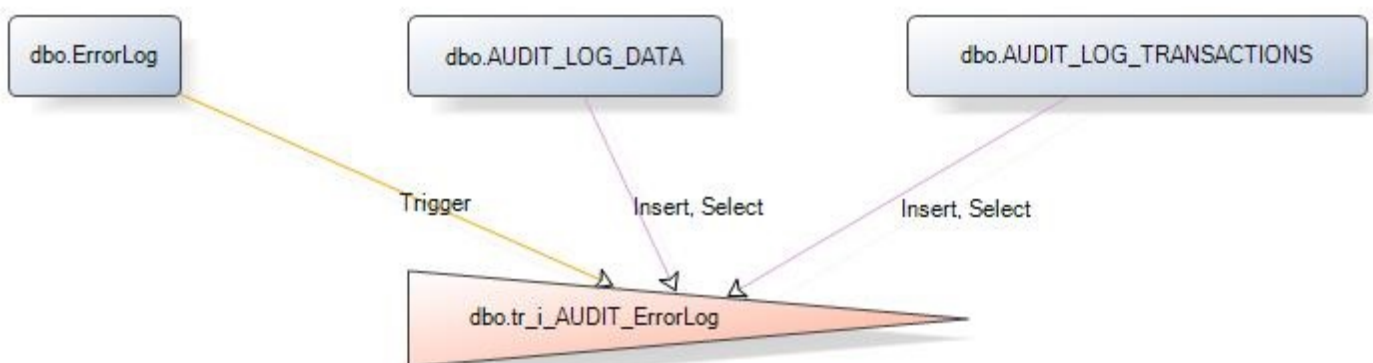 dbo.ErrorLog
dbo.AUDIT_LOG_DATA
dbo.AUDIT_LOG_TRANSACTIONS
Trigger
Insert, Select
Insert, Select
dbo.tr_i_AUDIT_ErrorLog